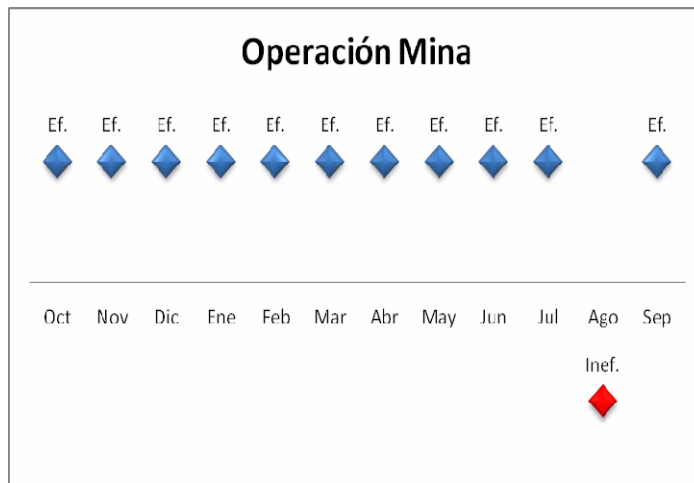 Operación Mina
Ef. Ef. Ef. Ef. Ef. Ef. Ef. Ef. Ef. Ef. Ef.
Oct Nov Dic Ene Feb Mar Abr May Jun Jul Ago Sep
Inef.